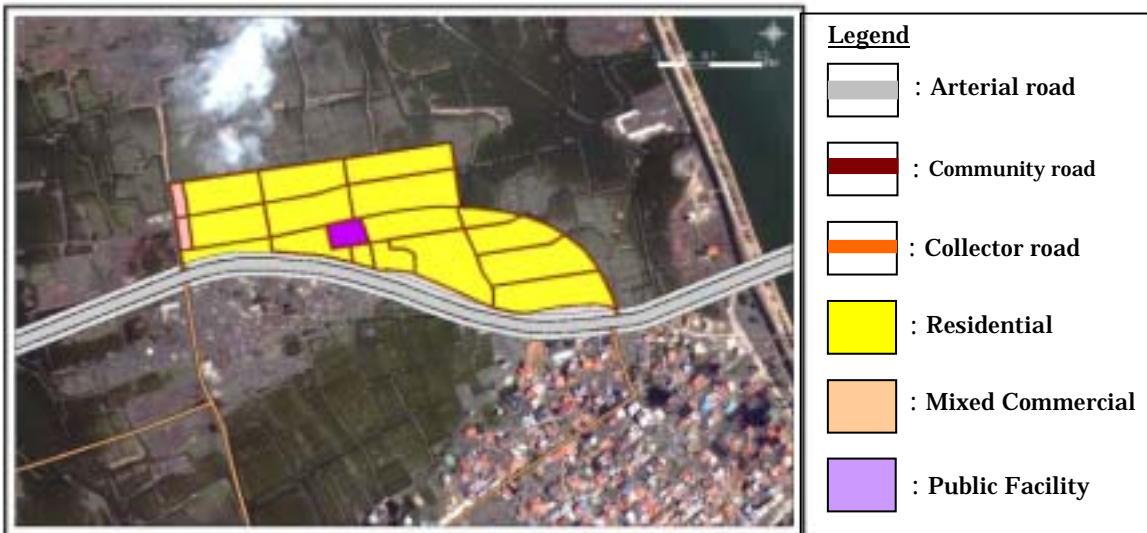 Legend
: Arterial road
: Community road
: Collector road
: Residential
: Mixed Commercial
: Public Facility